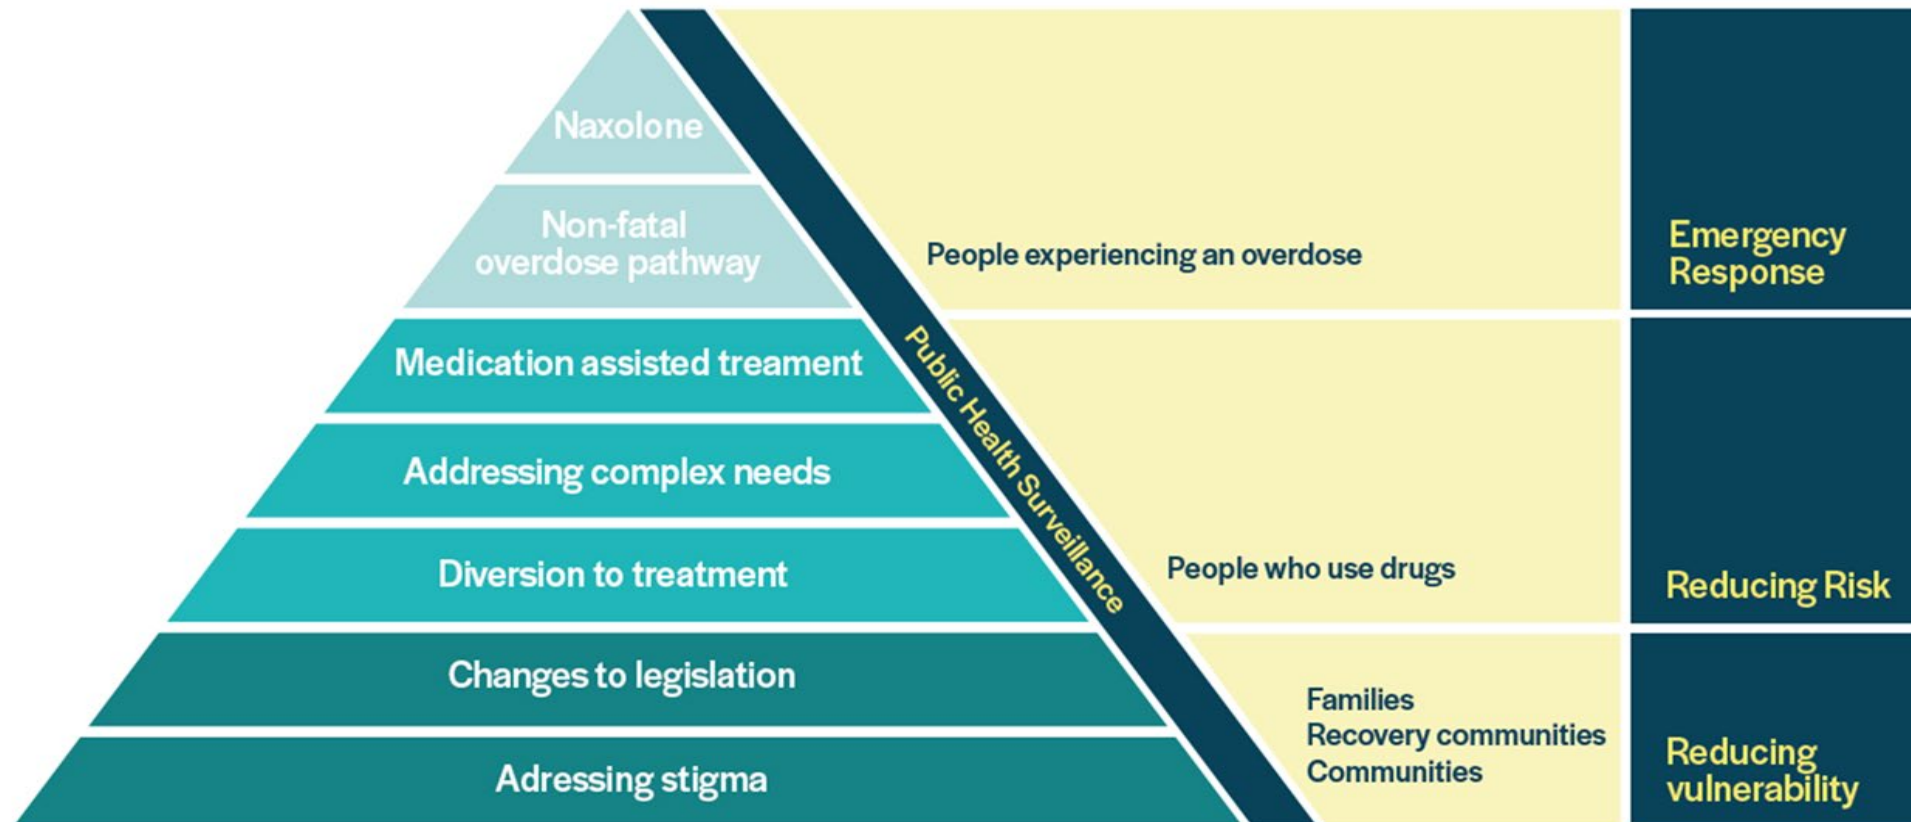 Naxolone
Non-fatal
overdose pathway
People experiencing an overdose
Emergency
Response
Medication assisted treament
Addressing complex needs
Diversion to treatment
Public Health Surveillance
People who use drugs
Reducing Risk
Changes to legislation
Adressing stigma
Families
Recovery communities
Communities
Reducing
vulnerability